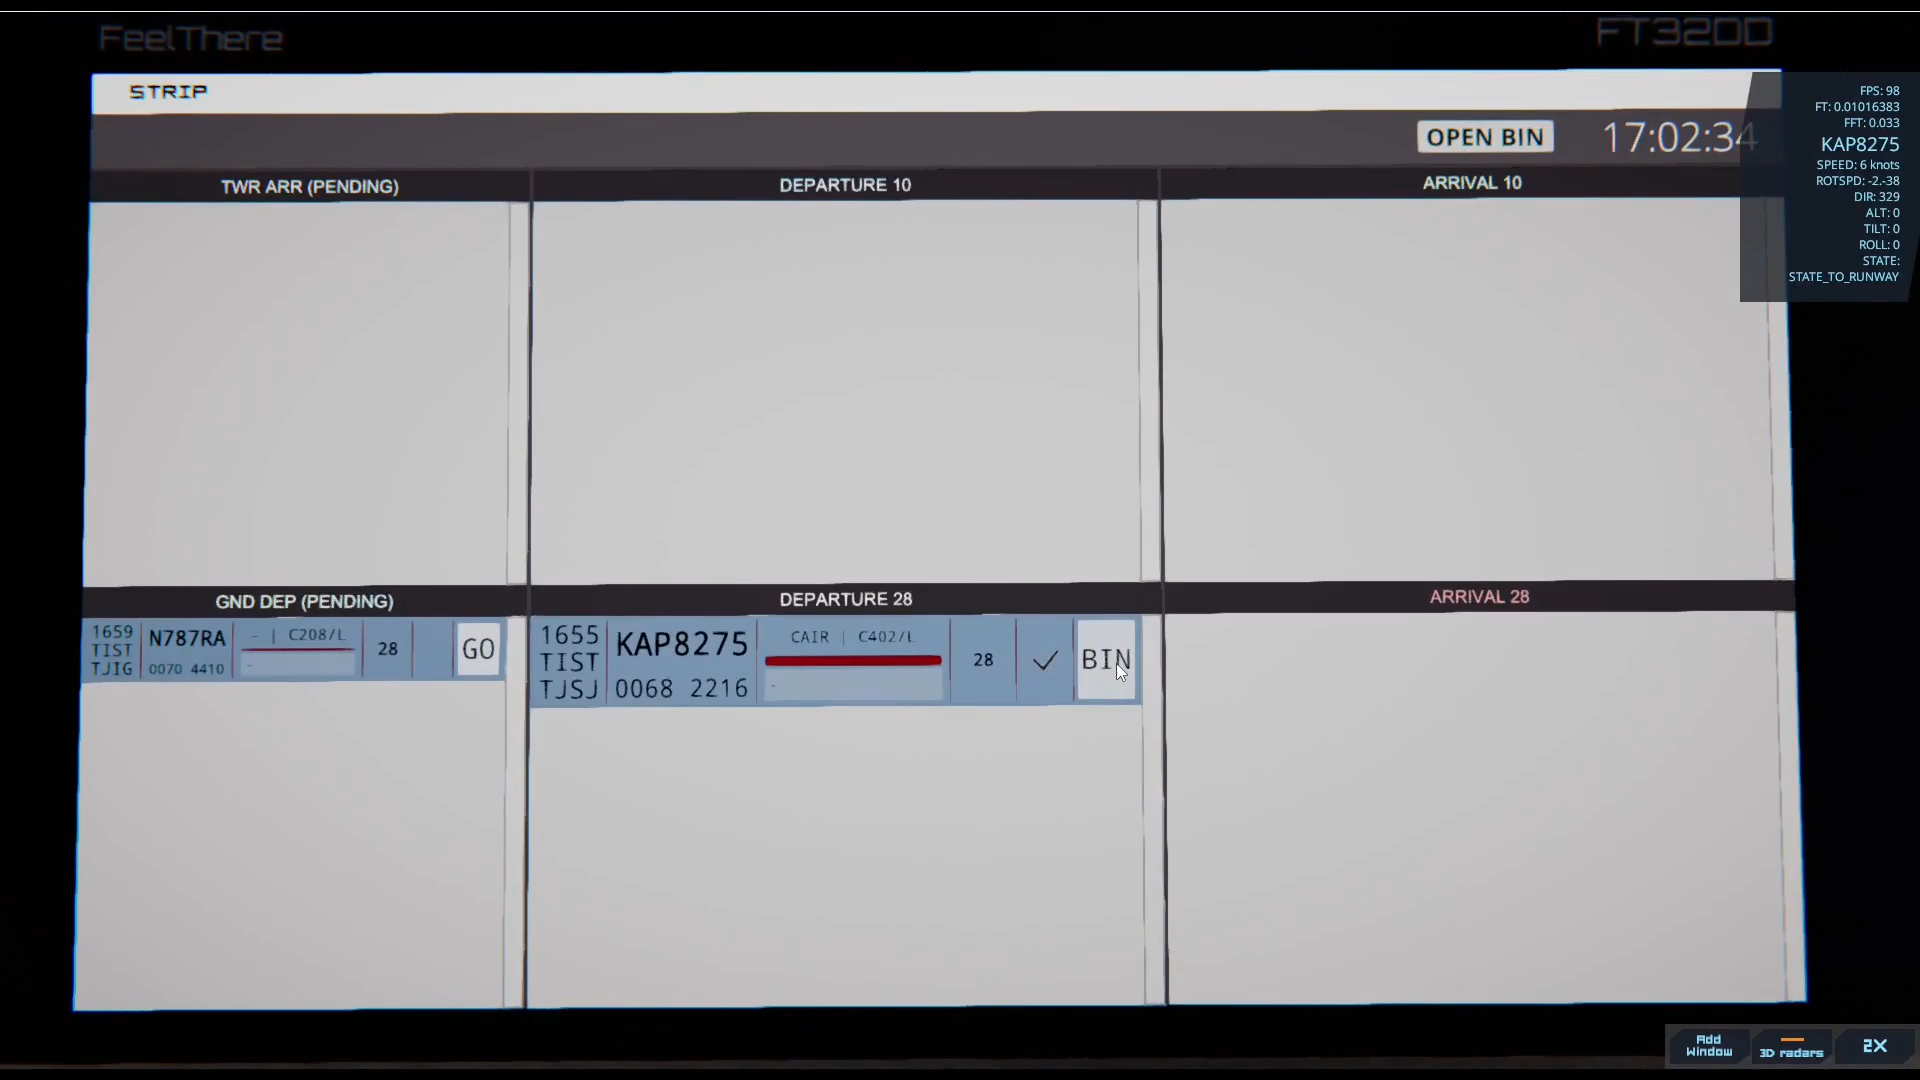 FeelThere
FT32DD
STRIP
OPEN BIN
17:02:34
FPS: 98
FT: 0.01016383
FFT: 0.033
KAP8275
SPEED: 6 knots
ROTSPD: -2.-38
DIR: 329
ALT: 0
TILT: 0
ROLL: 0
STATE:
STATE_TO_RUNWAY
TWR ARR (PENDING)
DEPARTURE 10
ARRIVAL 10
GND DEP (PENDING)
DEPARTURE 28
ARRIVAL 28
1659
TIST
TJIG
N787RA
0070 4410
- | C208/L
-
28
GO
1655
TIST
TJSJ
KAP8275
0068 2216
CAIR | C402/L
-
28
✓
BIN
Add
Window
3D radars
2X